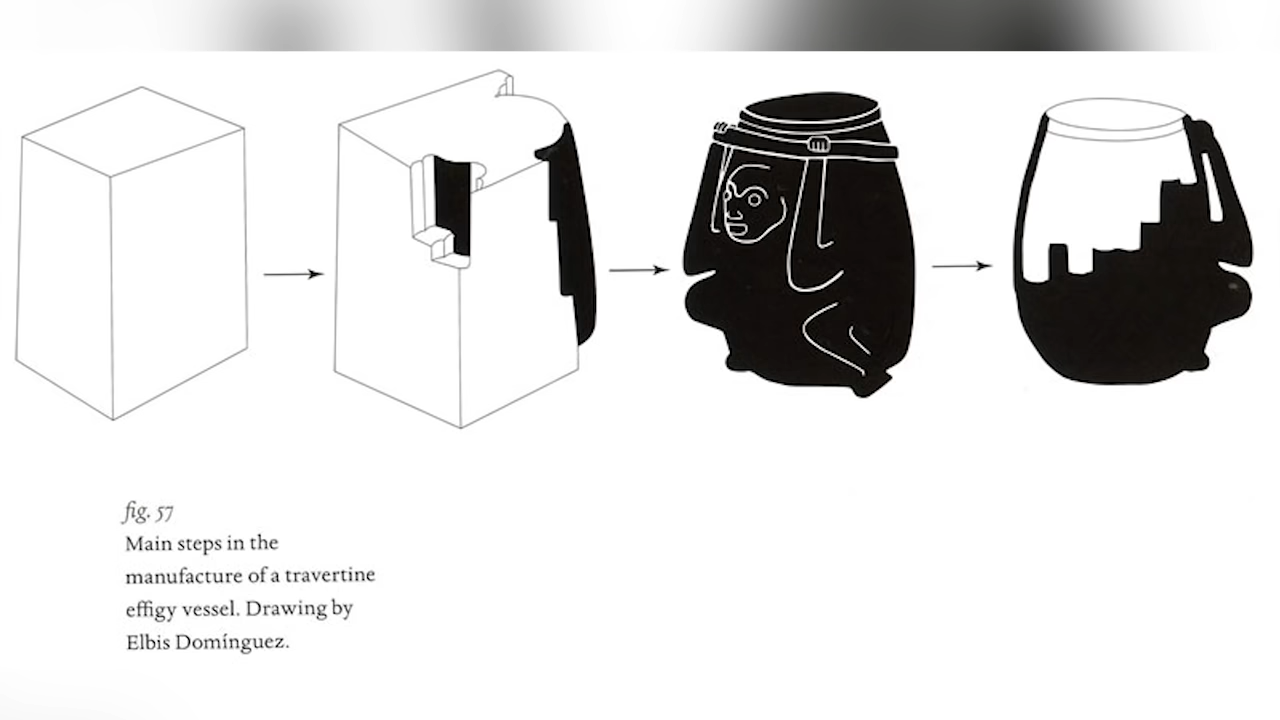 fig. 57
Main steps in the
manufacture of a travertine
effigy vessel. Drawing by
Elbis Domínguez.